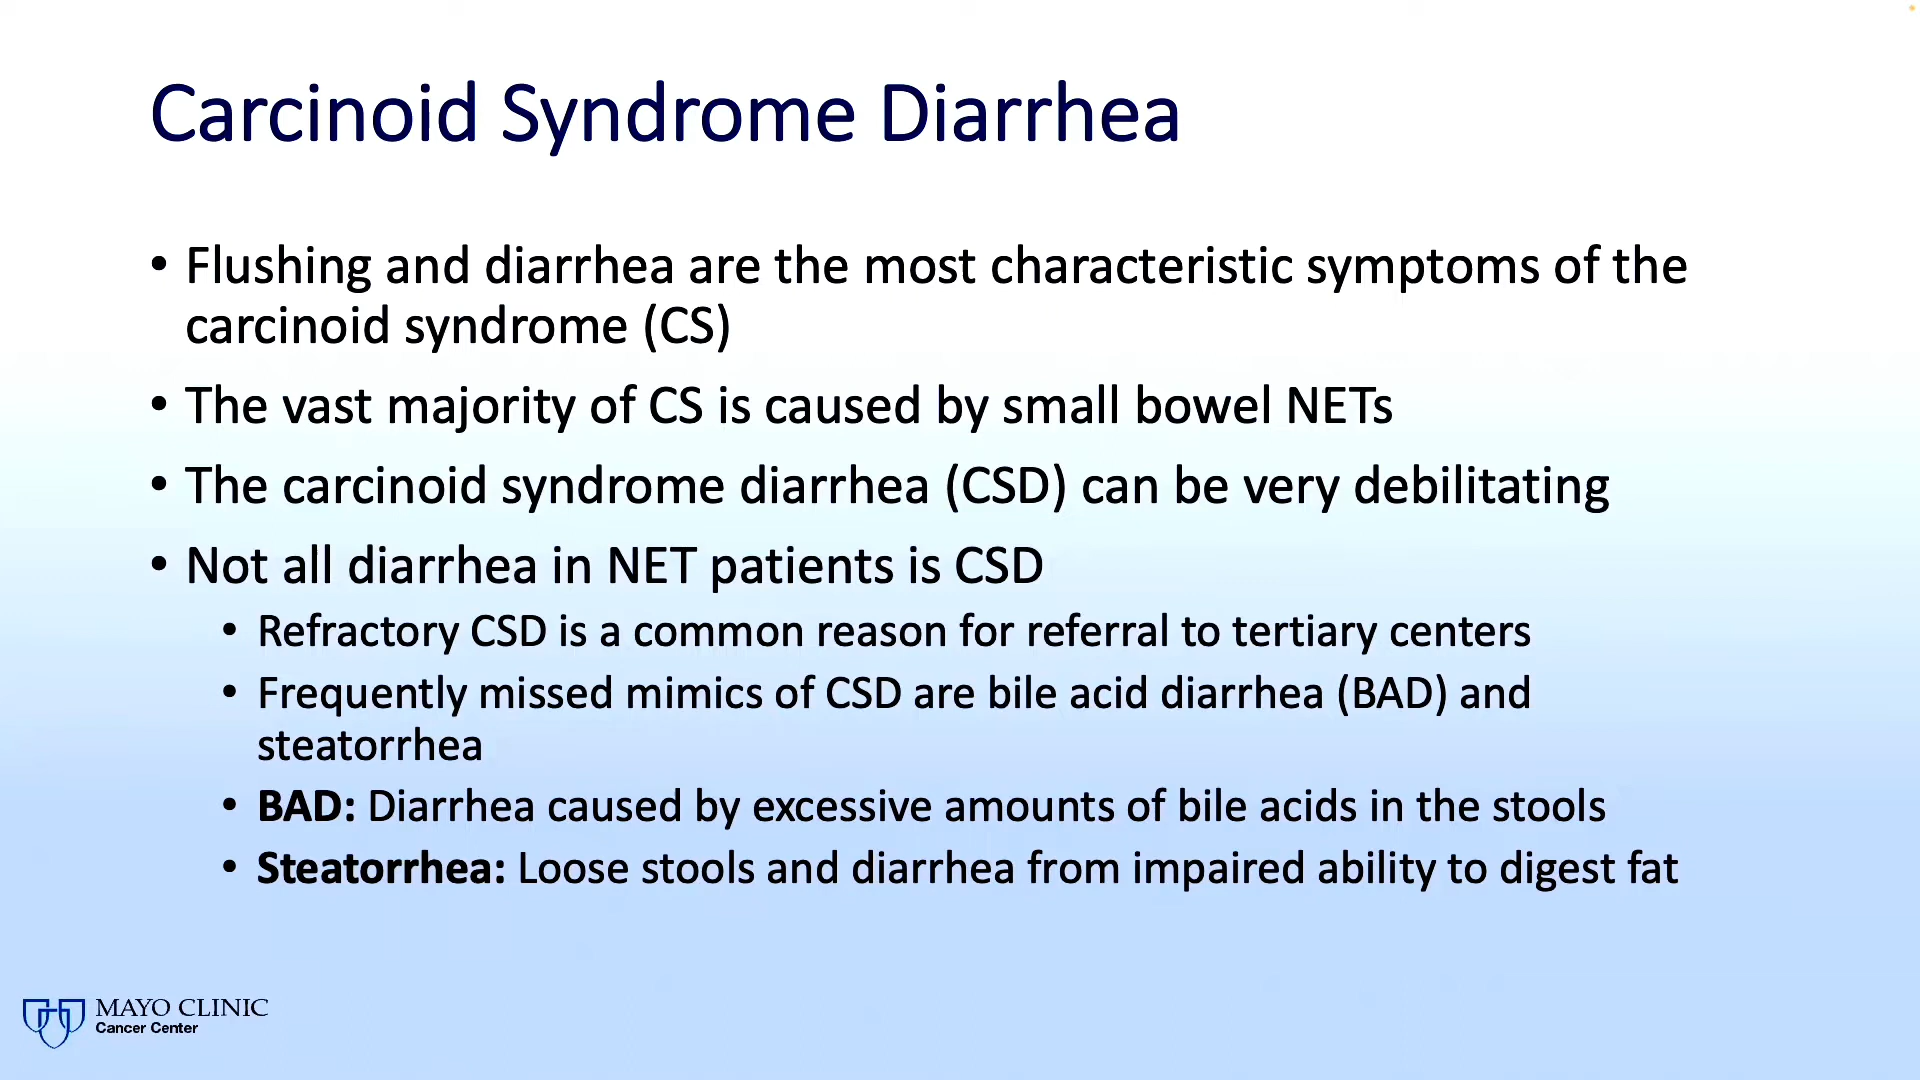 Carcinoid Syndrome Diarrhea
• Flushing and diarrhea are the most characteristic symptoms of the
carcinoid syndrome (CS)
• The vast majority of CS is caused by small bowel NETs
• The carcinoid syndrome diarrhea (CSD) can be very debilitating
• Not all diarrhea in NET patients is CSD
• Refractory CSD is a common reason for referral to tertiary centers
• Frequently missed mimics of CSD are bile acid diarrhea (BAD) and
steatorrhea
• BAD: Diarrhea caused by excessive amounts of bile acids in the stools
• Steatorrhea: Loose stools and diarrhea from impaired ability to digest fat
MAYO CLINIC
Cancer Center